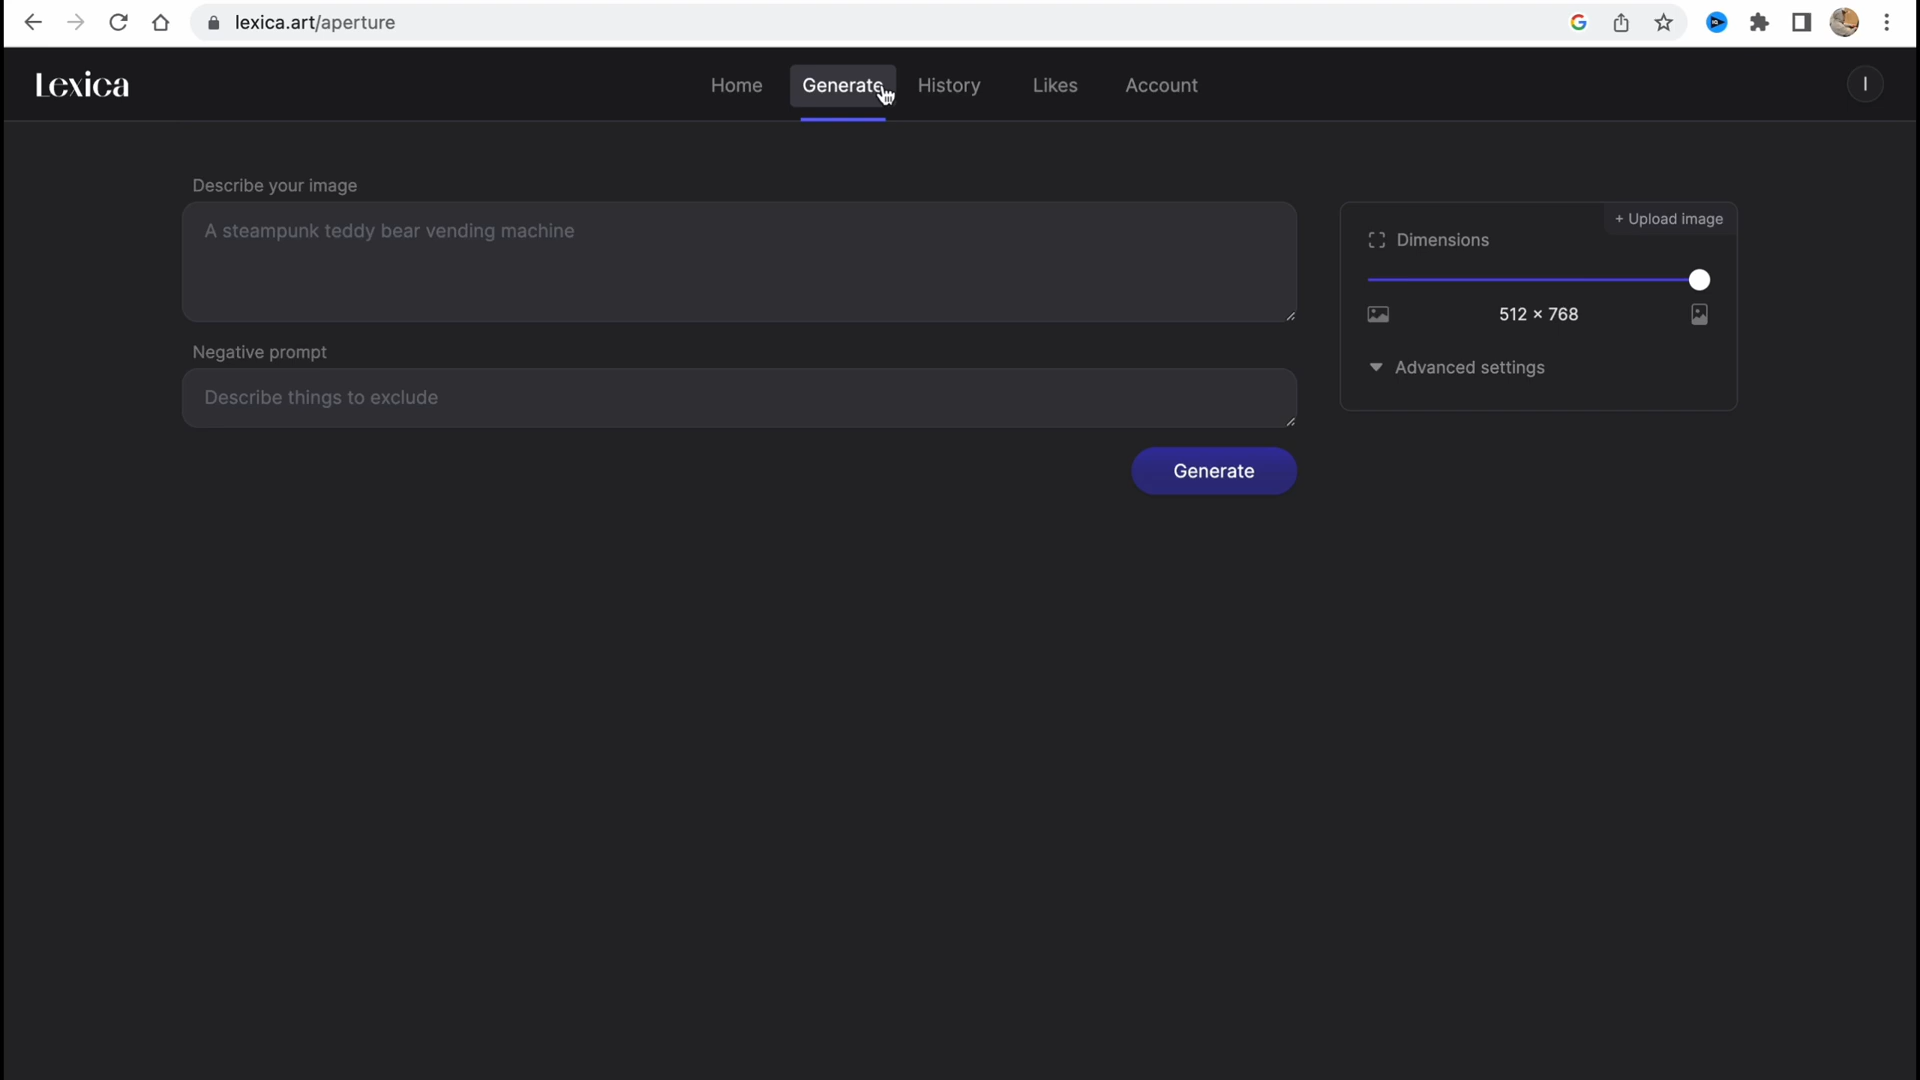 lexica.art/aperture
Lexica
Home Generate History Likes Account I
Describe your image
A steampunk teddy bear vending machine
+ Upload image
Dimensions
512 × 768
Negative prompt
Advanced settings
Describe things to exclude
Generate